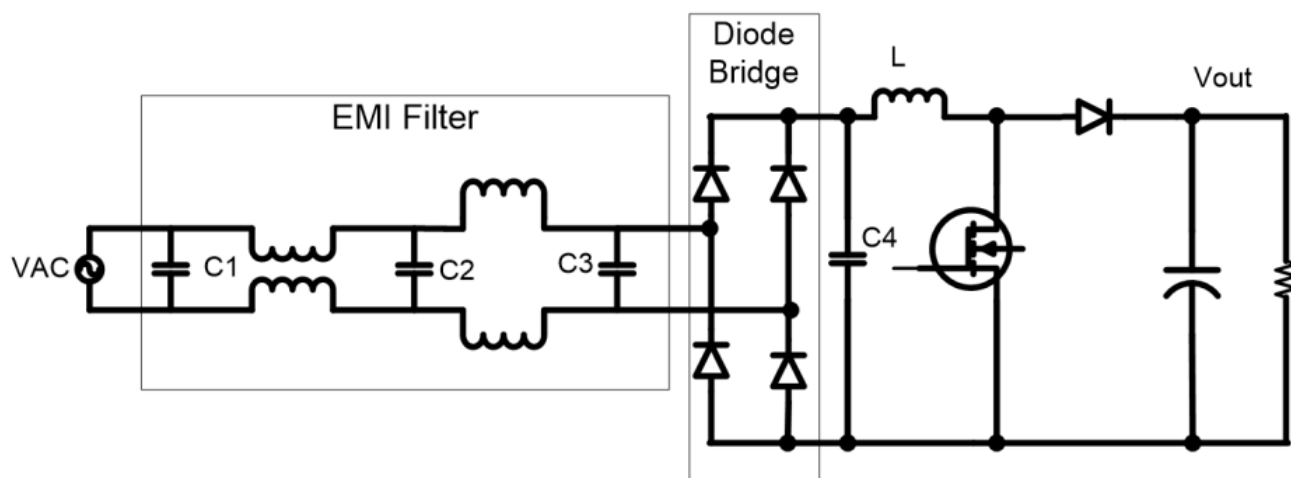 Diode
Bridge
L
Vout
EMI Filter
VAC
C1
C2
C3
C4